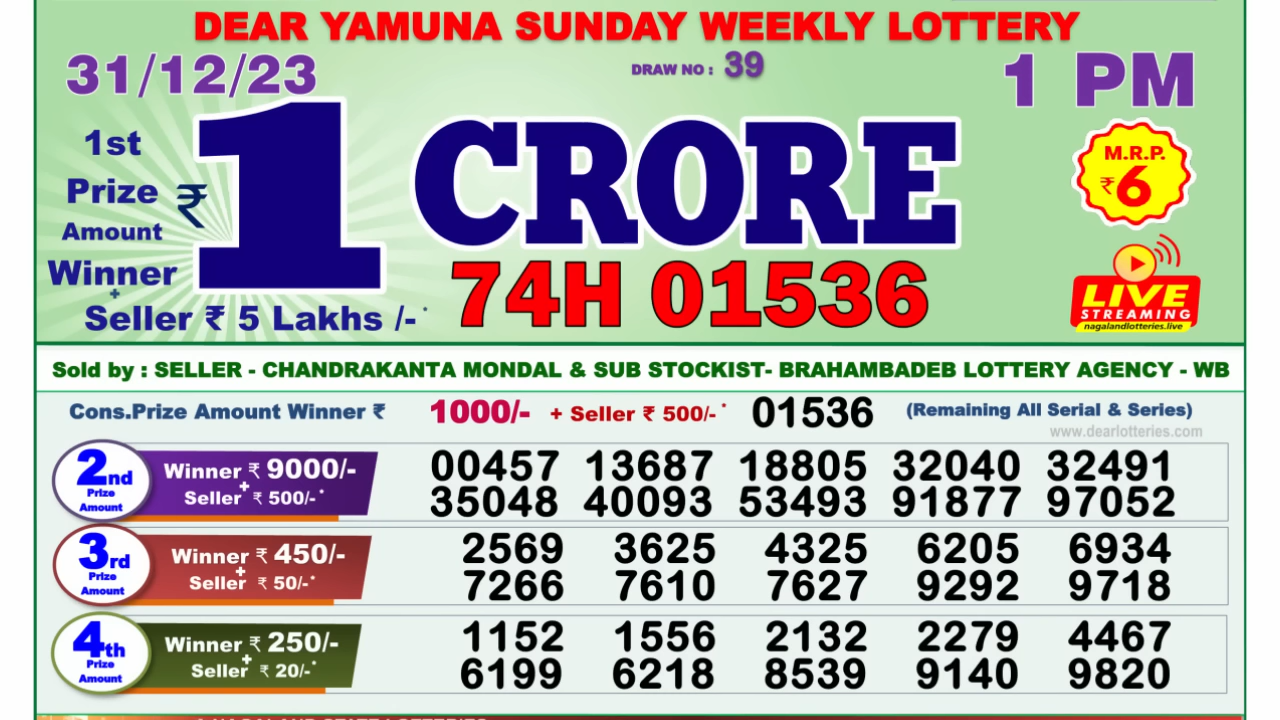 DEAR YAMUNA SUNDAY WEEKLY LOTTERY
31/12/23
DRAW NO : 39
1 PM
1st
Prize
Amount
Winner
+
Seller ₹ 5 Lakhs /-*
₹ 1 CRORE
74H 01536
M.R.P.
₹6
LIVE
STREAMING
nagalandlotteries.live
Sold by : SELLER - CHANDRAKANTA MONDAL & SUB STOCKIST- BRAHAMBADEB LOTTERY AGENCY - WB
Cons.Prize Amount Winner ₹ 1000/- + Seller ₹ 500/-* 01536 (Remaining All Serial & Series)
www.dearlotteries.com
2nd
Prize
Amount
Winner ₹ 9000/-
+
Seller ₹ 500/-*
00457 13687 18805 32040 32491
35048 40093 53493 91877 97052
3rd
Prize
Amount
Winner ₹ 450/-
+
Seller ₹ 50/-*
2569 3625 4325 6205 6934
7266 7610 7627 9292 9718
4th
Prize
Amount
Winner ₹ 250/-
+
Seller ₹ 20/-*
1152 1556 2132 2279 4467
6199 6218 8539 9140 9820